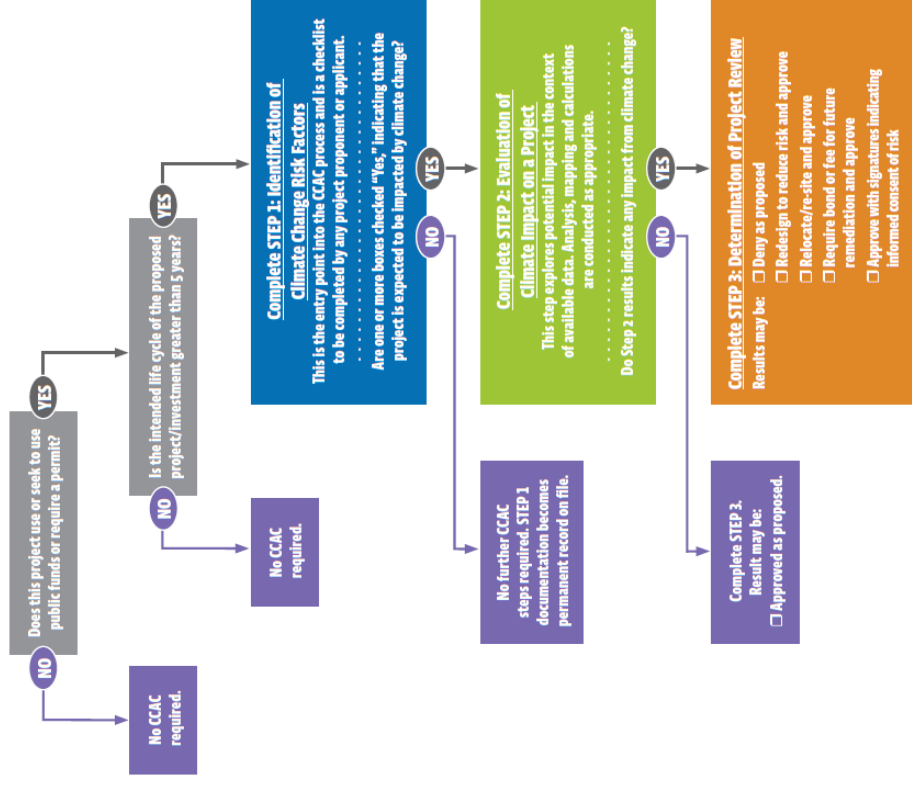 Does this project use or seek to use
public funds or require a permit?
NO
YES
No CCAC
required.
Is the intended life cycle of the proposed
project/investment greater than 5 years?
NO
YES
No CCAC
required.
Complete STEP 1: Identification of
Climate Change Risk Factors
This is the entry point into the CCAC process and is a checklist
to be completed by any project proponent or applicant.
Are one or more boxes checked “Yes,” indicating that the
project is expected to be impacted by climate change?
NO
YES
No further CCAC
steps required. STEP 1
documentation becomes
permanent record on file.
Complete STEP 2: Evaluation of
Climate Impact on a Project
This step explores potential impact in the context
of available data. Analysis, mapping and calculations
are conducted as appropriate.
Do Step 2 results indicate any impact from climate change?
NO
YES
Complete STEP 3.
Result may be:
❒ Approved as proposed.
Complete STEP 3: Determination of Project Review
Results may be: ❒ Deny as proposed
❒ Redesign to reduce risk and approve
❒ Relocate/re-site and approve
❒ Require bond or fee for future
remediation and approve
❒ Approve with signatures indicating
informed consent of risk